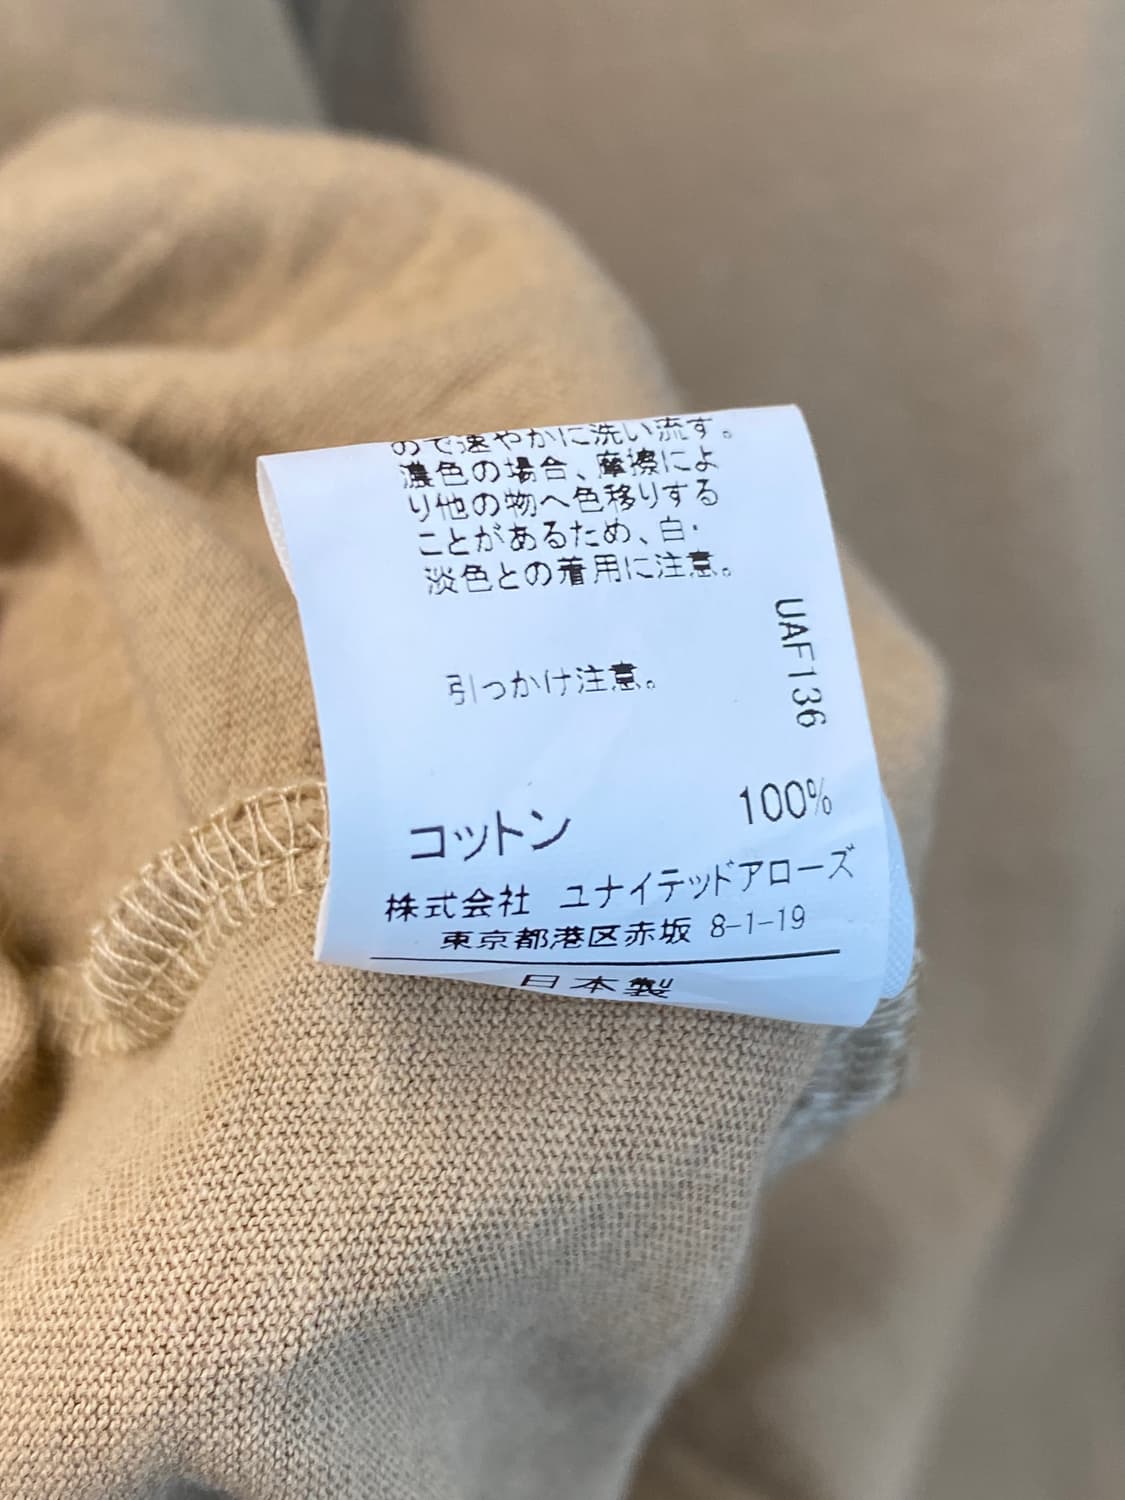 ので速やかに洗い流す。
濃色の場合、摩擦によ
り他の物へ色移りする
ことがあるため、白・
淡色との着用に注意。
引っかけ注意。
UAF136
コットン 100%
株式会社 ユナイテッドアローズ
東京都港区赤坂 8-1-19
日本製